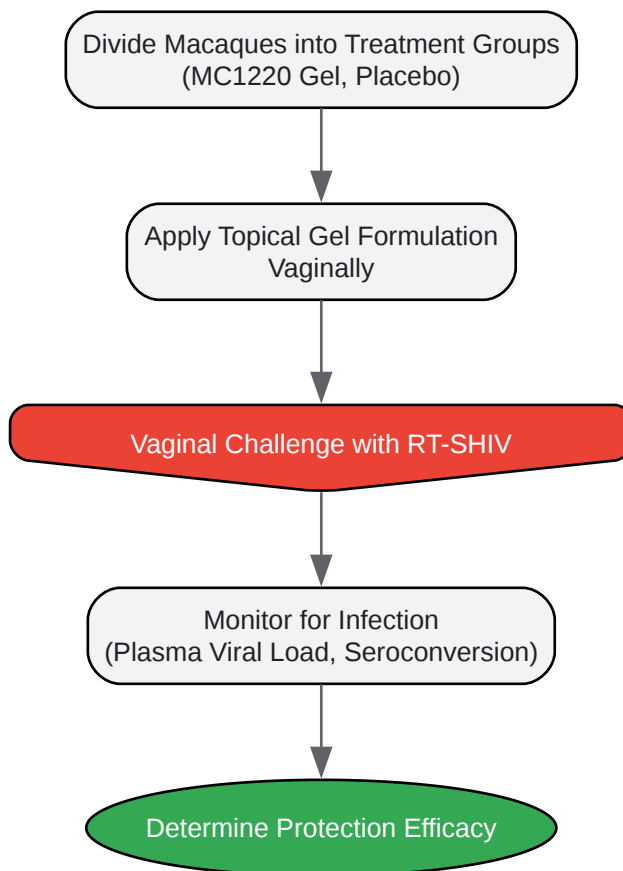 Divide Macaques into Treatment Groups
(MC1220 Gel, Placebo)
Apply Topical Gel Formulation
Vaginally
Vaginal Challenge with RT-SHIV
Monitor for Infection
(Plasma Viral Load, Seroconversion)
Determine Protection Efficacy